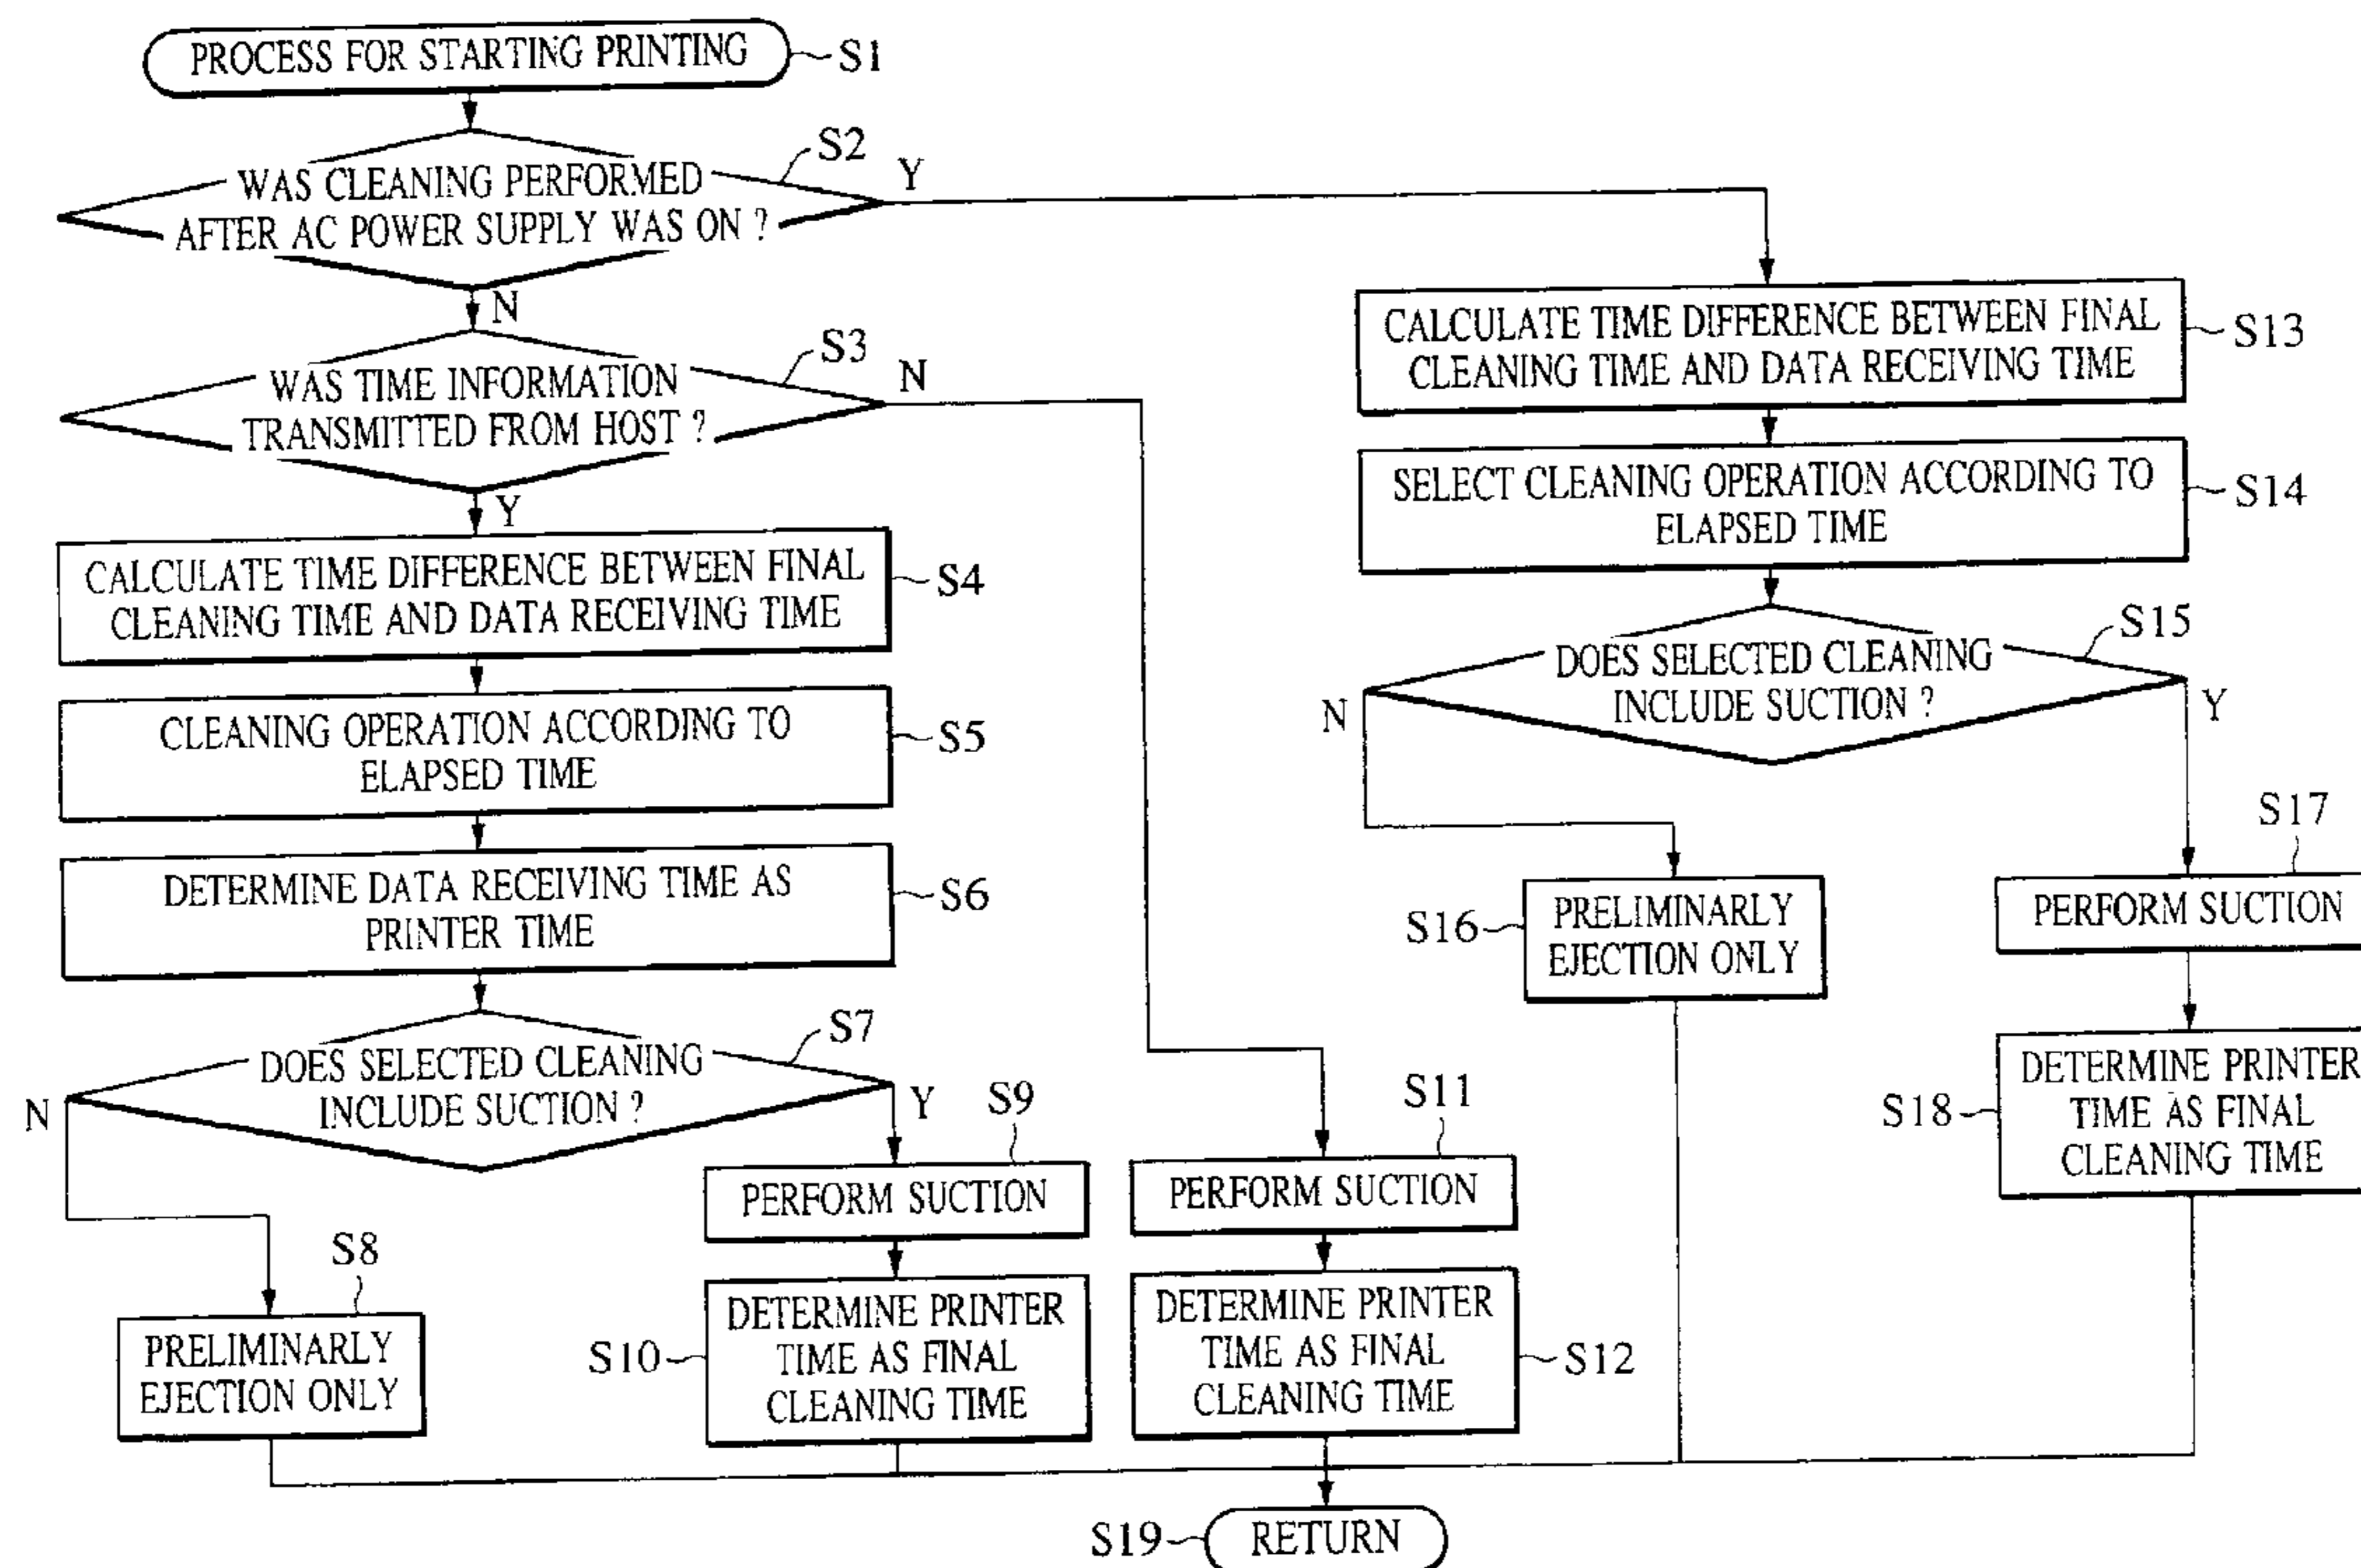 PROCESS FOR STARTING PRINTING
S1
S2
WAS CLEANING PERFORMED
AFTER AC POWER SUPPLY WAS ON ?
Y
N
S3
WAS TIME INFORMATION
TRANSMITTED FROM HOST ?
N
Y
CALCULATE TIME DIFFERENCE BETWEEN FINAL
CLEANING TIME AND DATA RECEIVING TIME
S4
CLEANING OPERATION ACCORDING TO
ELAPSED TIME
S5
DETERMINE DATA RECEIVING TIME AS
PRINTER TIME
S6
S7
DOES SELECTED CLEANING
INCLUDE SUCTION ?
N
Y
S8
PRELIMINARLY
EJECTION ONLY
S9
PERFORM SUCTION
S10
DETERMINE PRINTER
TIME AS FINAL
CLEANING TIME
S11
PERFORM SUCTION
DETERMINE PRINTER
TIME AS FINAL
CLEANING TIME
S12
CALCULATE TIME DIFFERENCE BETWEEN FINAL
CLEANING TIME AND DATA RECEIVING TIME
S13
SELECT CLEANING OPERATION ACCORDING TO
ELAPSED TIME
S14
S15
DOES SELECTED CLEANING
INCLUDE SUCTION ?
N
Y
S16
PRELIMINARLY
EJECTION ONLY
S17
PERFORM SUCTION
S18
DETERMINE PRINTER
TIME AS FINAL
CLEANING TIME
S19
RETURN